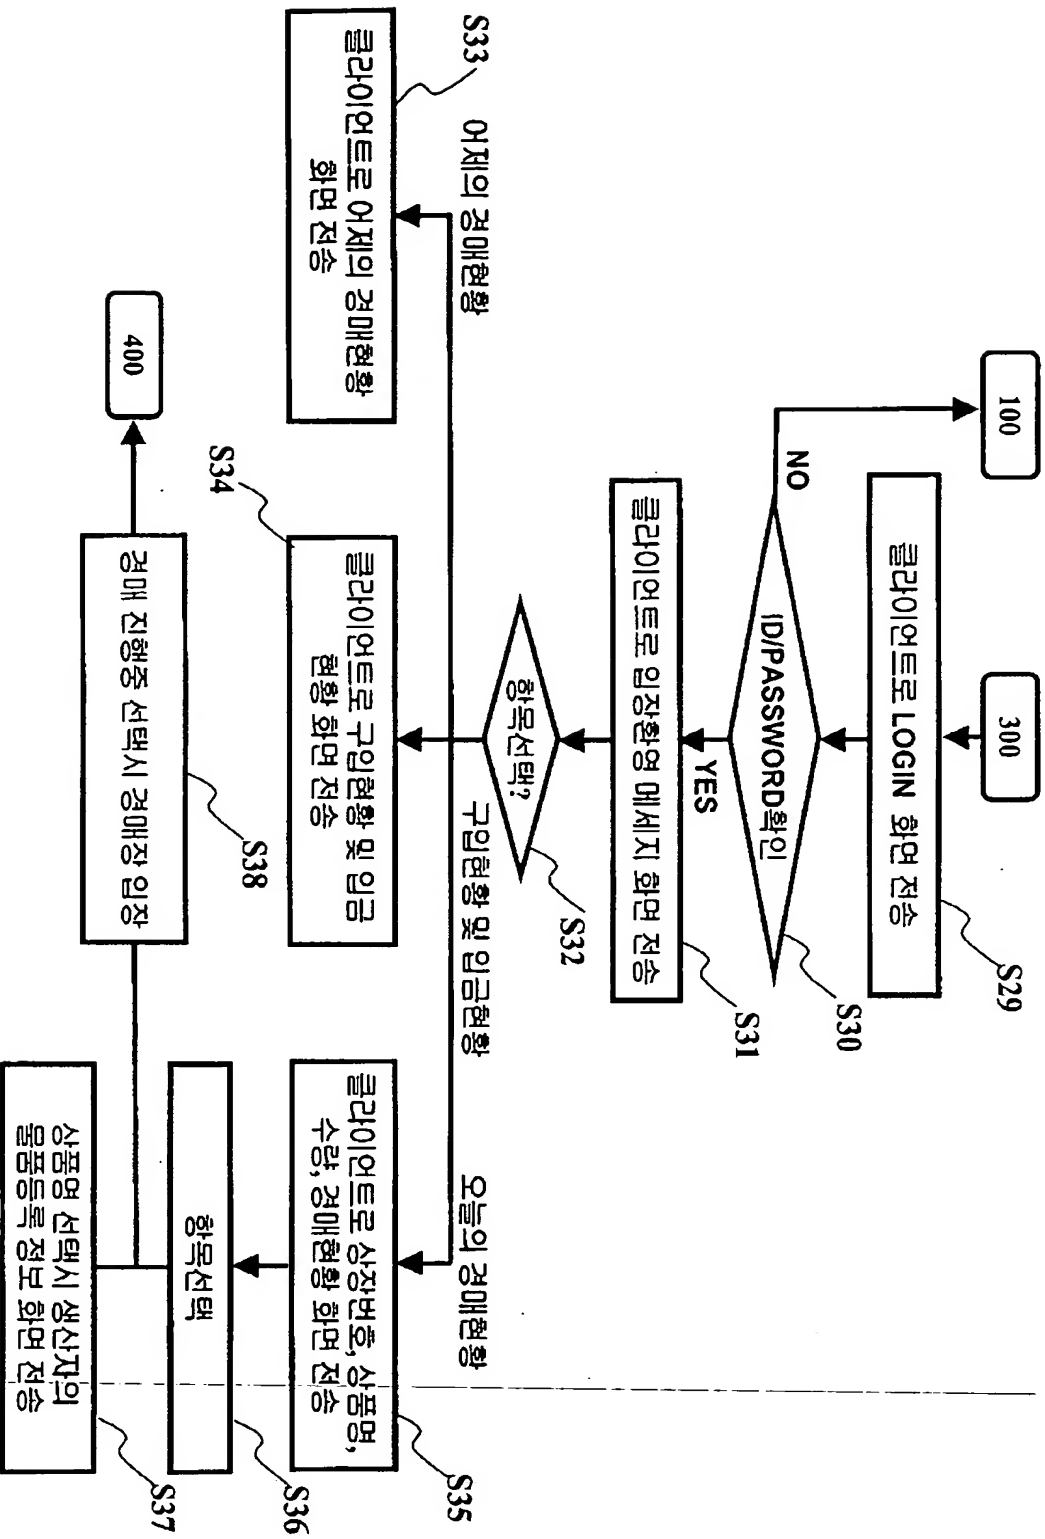 300
클라이언트로 LOGIN 화면 전송
S29
100
NO
ID/PASSWORD확인
S30
YES
클라이언트로 입장환영 메세지 화면 전송
S31
항목선택?
S32
어제의 경매현황
구입현황 및 입금현황
오늘의 경매현황
S33
클라이언트로 어제의 경매현황
화면 전송
S34
클라이언트로 구입현황 및 입금
현황 화면 전송
클라이언트로 상장번호, 상품명,
수량, 경매현황 화면 전송
S35
항목선택
S36
400
경매 진행중 선택시 경매장 입장
S38
상품명 선택시 생산자의
물품등록 정보 화면 전송
S37